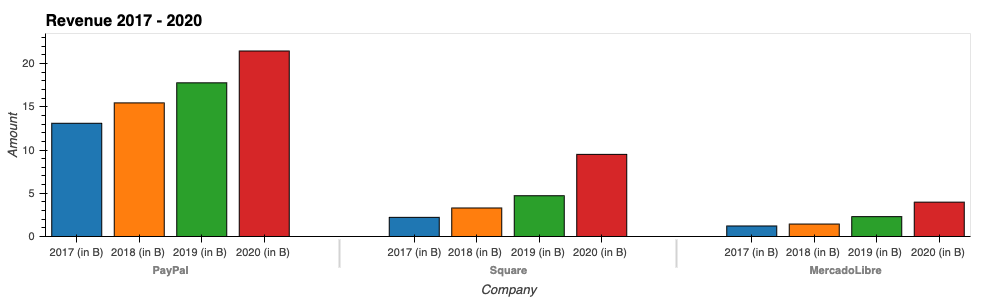 Revenue 2017 - 2020
Amount
20
15
10
5
0
2017 (in B) 2018 (in B) 2019 (in B) 2020 (in B) 2017 (in B) 2018 (in B) 2019 (in B) 2020 (in B) 2017 (in B) 2018 (in B) 2019 (in B) 2020 (in B)
PayPal Square MercadoLibre
Company